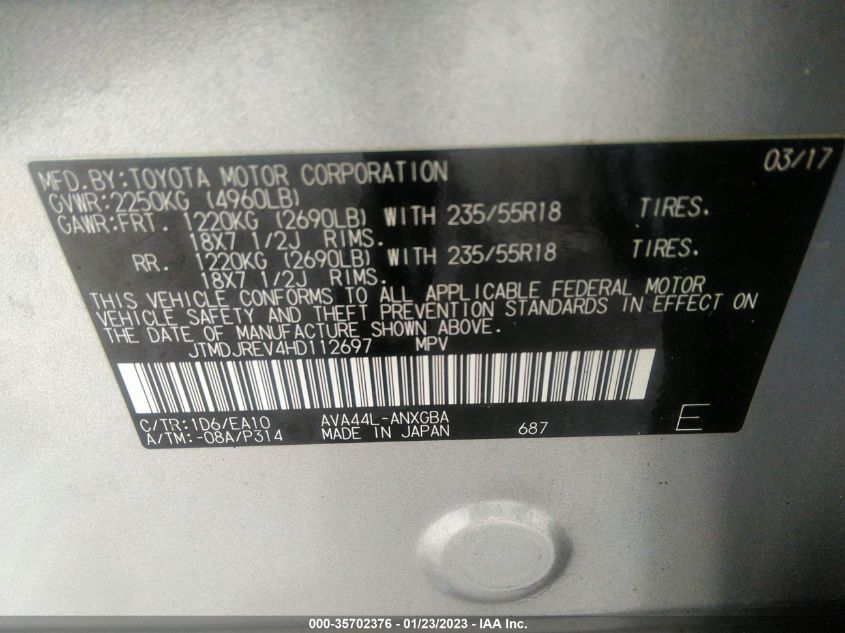 03/17
MFD. BY: TOYOTA MOTOR CORPORATION
GVWR: 2250KG (4960LB)
GAWR: FRT. 1220KG (2690LB) WITH 235/55R18 TIRES.
18X7 1/2J RIMS.
RR. 1220KG (2690LB) WITH 235/55R18 TIRES.
18X7 1/2J RIMS.
THIS VEHICLE CONFORMS TO ALL APPLICABLE FEDERAL MOTOR
VEHICLE SAFETY AND THEFT PREVENTION STANDARDS IN EFFECT ON
THE DATE OF MANUFACTURE SHOWN ABOVE.
JTMDJREV4HD112697 MPV
C/TR: 1D6/EA10 AVA44L-ANXGBA
A/TM: -08A/P314 MADE IN JAPAN 687 E
000-35702376 - 01/23/2023 - IAA Inc.